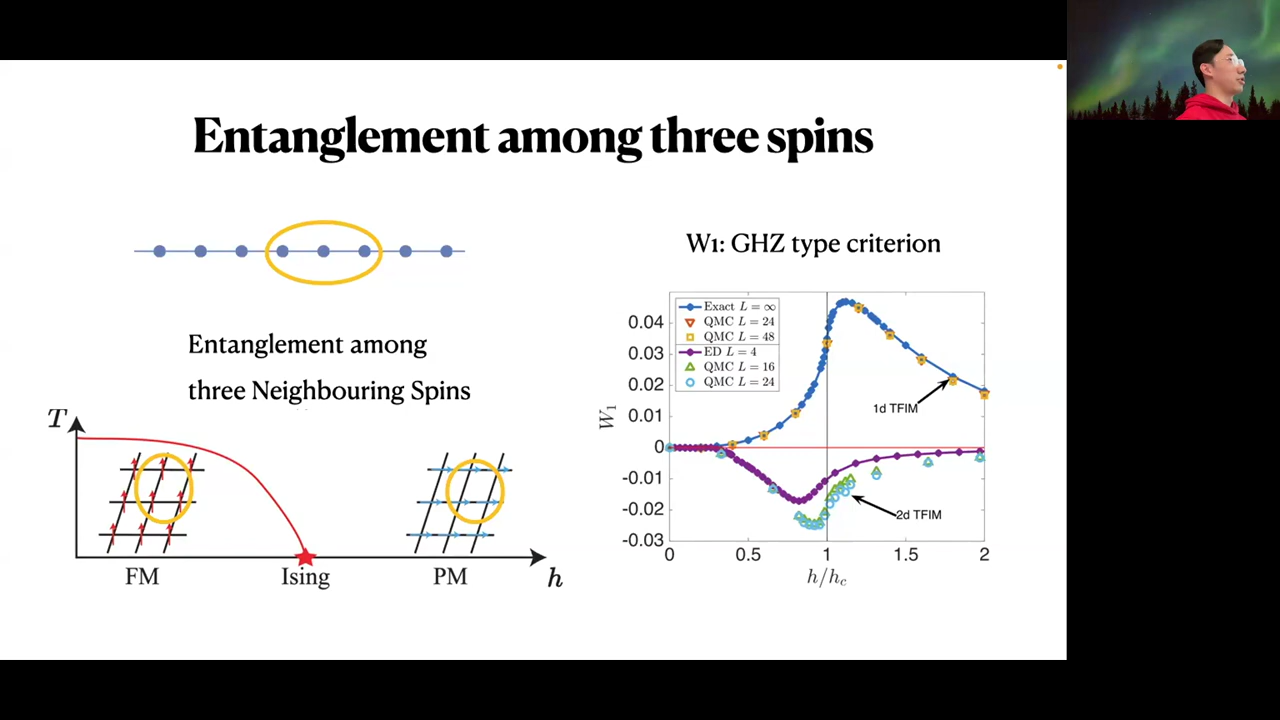 Entanglement among three spins
W1: GHZ type criterion
Entanglement among
three Neighbouring Spins
T
FM
Ising
PM
h
Exact L = ∞
QMC L = 24
QMC L = 48
ED L = 4
QMC L = 16
QMC L = 24
1d TFIM
2d TFIM
W₁
0.04
0.03
0.02
0.01
0
-0.01
-0.02
-0.03
0 0.5 1 1.5 2
h/h_c